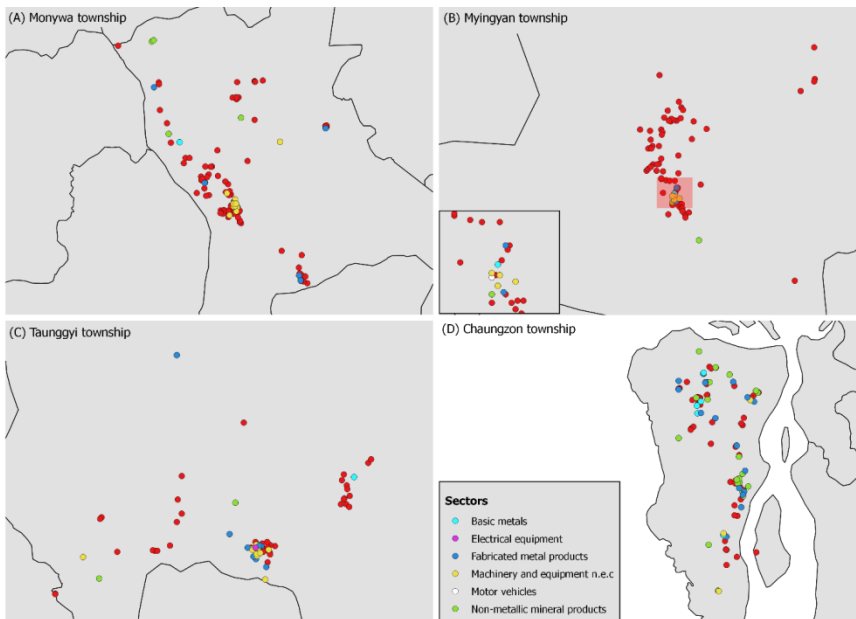 (A) Monywa township
(B) Myingyan township
(C) Taunggyi township
(D) Chaungzon township
Sectors
Basic metals
Electrical equipment
Fabricated metal products
Machinery and equipment n.e.c
Motor vehicles
Non-metallic mineral products